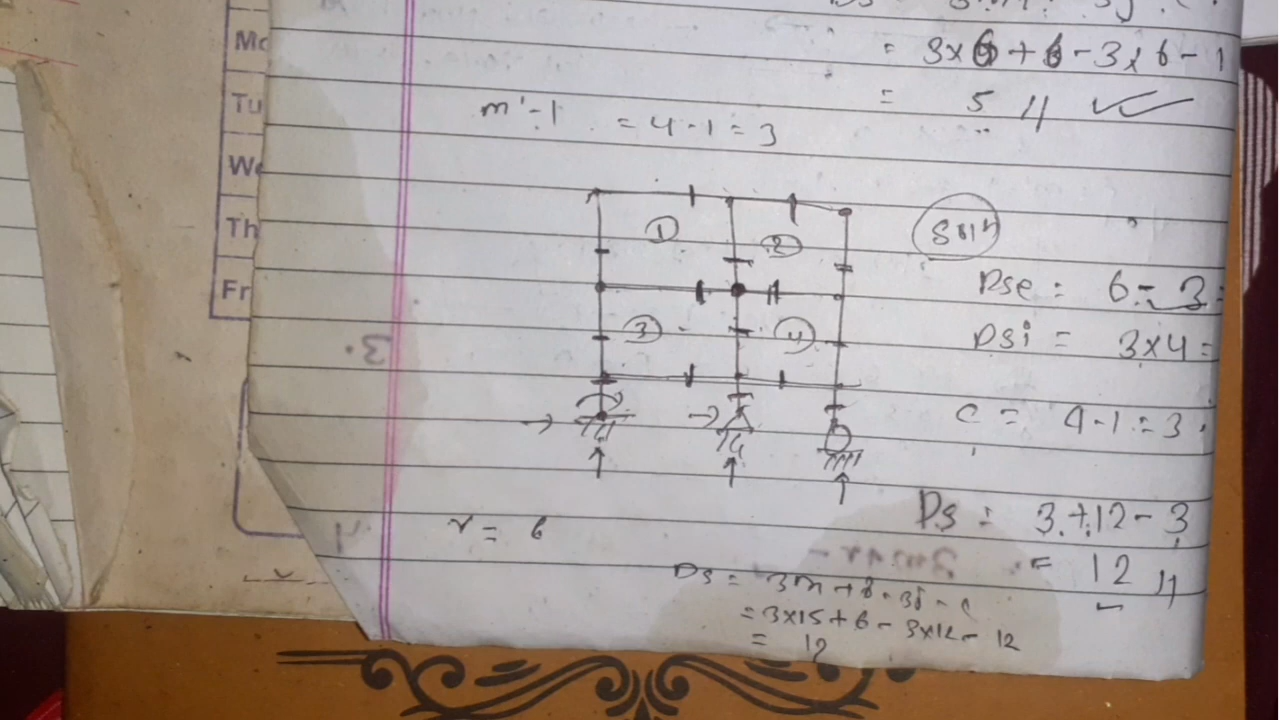 = 3×6 + 6 - 3×6 - 1
= 5 //
m' - 1 = 4 - 1 = 3
Mo
Tu
We
Th
Fr
1
2
3
4
Dse = 6 - 3 =
Dsi = 3×4 =
c = 4 - 1 = 3
r = 6
Ds = 3 + 12 - 3
= 12 //
Ds = 3m + r - 3j - c
= 3×15 + 6 - 3×12 - 12
= 12